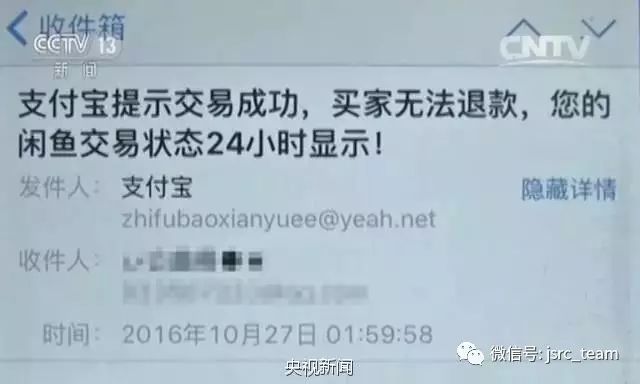 收件箱
CCTV 13
新闻
CNTV
支付宝提示交易成功，买家无法退款，您的
闲鱼交易状态24小时显示！
发件人：支付宝
隐藏详情
zhifubaoxianyuee@yeah.net
收件人：
时间：2016年10月27日 01:59:58
央视新闻
微信号: jsrc_team